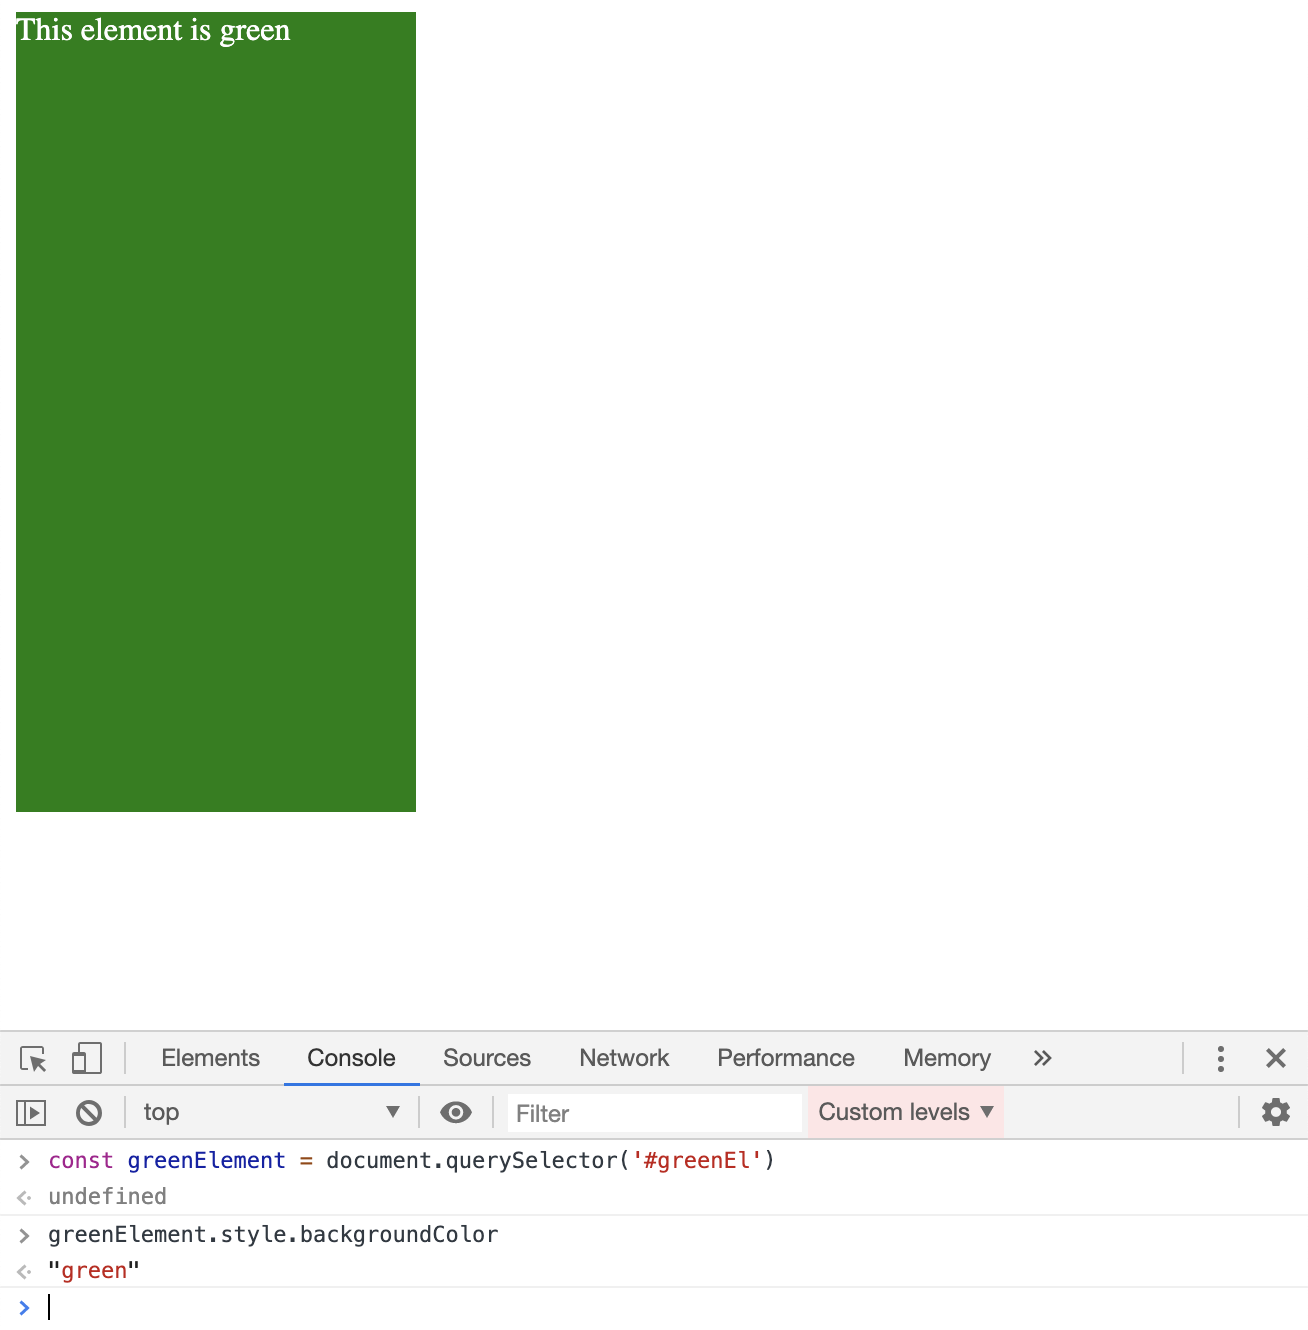 This element is green
Elements Console Sources Network Performance Memory
top Filter Custom levels
const greenElement = document.querySelector('#greenEl')
undefined
greenElement.style.backgroundColor
"green"